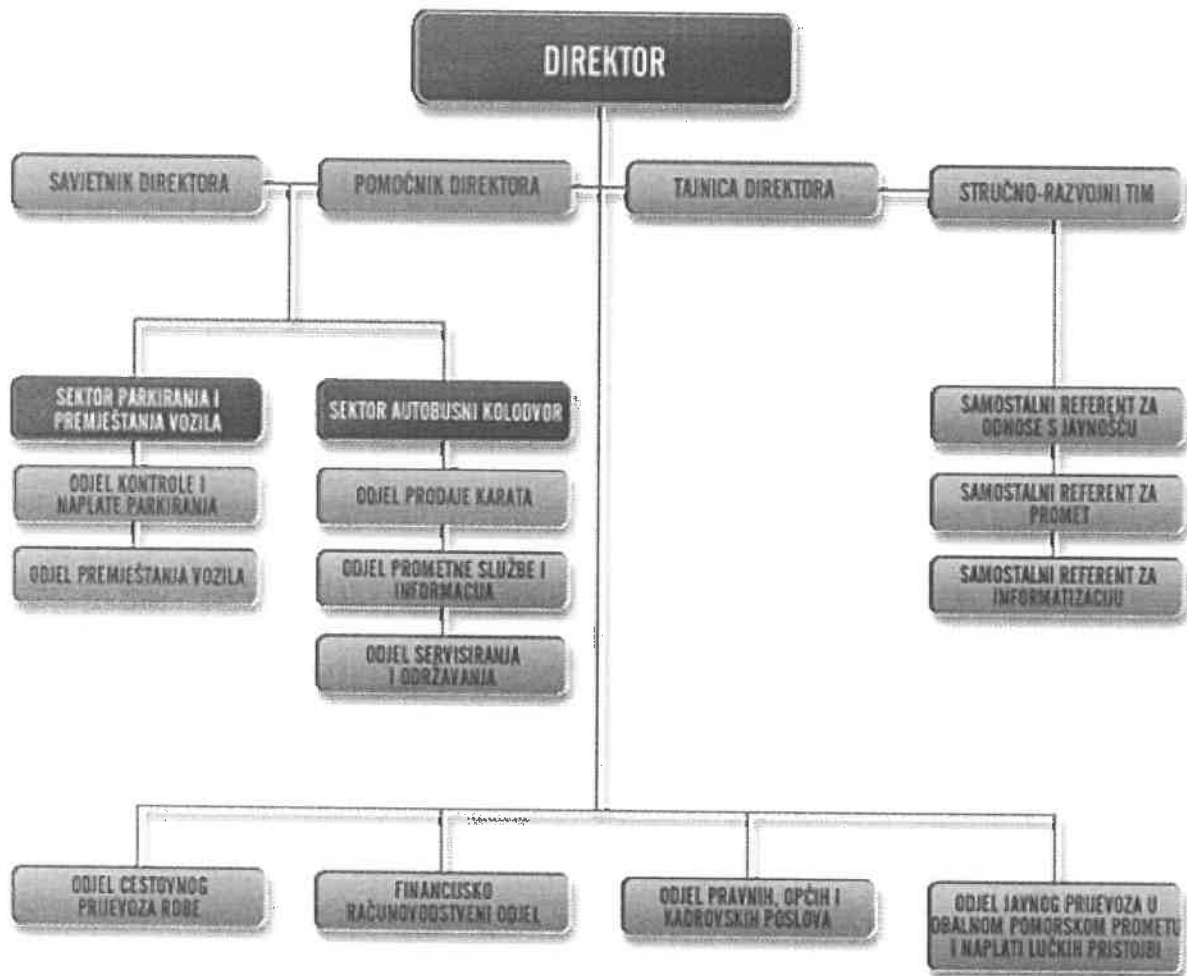 DIREKTOR
SAVJETNIK DIREKTORA
POMOĆNIK DIREKTORA
TAJNICA DIREKTORA
STRUČNO-RAZVOJNI TIM
SEKTOR PARKIRANJA I
PREMJEŠTANJA VOZILA
ODJEL KONTROLE I
NAPLATE PARKIRANJA
ODJEL PREMJEŠTANJA VOZILA
SEKTOR AUTOBUSNI KOLODVOR
ODJEL PRODAJE KARATA
ODJEL PROMETNE SLUŽBE I
INFORMACIJA
ODJEL SERVISIRANJA
I ODRŽAVANJA
SAMOSTALNI REFERENT ZA
ODNOSE S JAVNOŠĆU
SAMOSTALNI REFERENT ZA
PROMET
SAMOSTALNI REFERENT ZA
INFORMATIZACIJU
ODJEL CESTOVNOG
PRIJEVOZA ROBE
FINANCUSKO
RAČUNOVODSTVENI ODJEL
ODJEL PRAVNIH, OPĆIH I
KADROVSKIH POSLOVA
ODJEL JAVNOG PRIJEVOZA U
OBALNOM POMORSKOM PROMETU
I NAPLATI LUČKIH PRISTOJBI